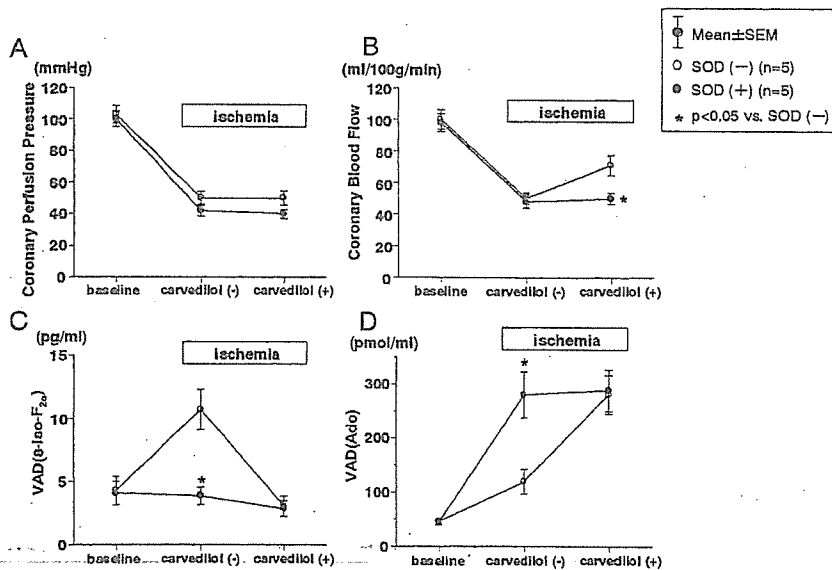 A
(mmHg)
Coronary Perfusion Pressure
120
100
80
60
40
20
0
ischemia
baseline
carvedilol (-)
carvedilol (+)
B
(ml/100g/min)
Coronary Blood Flow
120
100
80
60
40
20
0
ischemia
*
baseline
carvedilol (-)
carvedilol (+)
Mean±SEM
SOD (−) (n=5)
SOD (+) (n=5)
* p<0.05 vs. SOD (−)
C
(pg/ml)
VAD(8-iso-F2α)
15
10
5
0
ischemia
*
baseline
carvedilol (-)
carvedilol (+)
D
(pmol/ml)
VAD(Ado)
300
200
100
0
ischemia
*
baseline
carvedilol (-)
carvedilol (+)